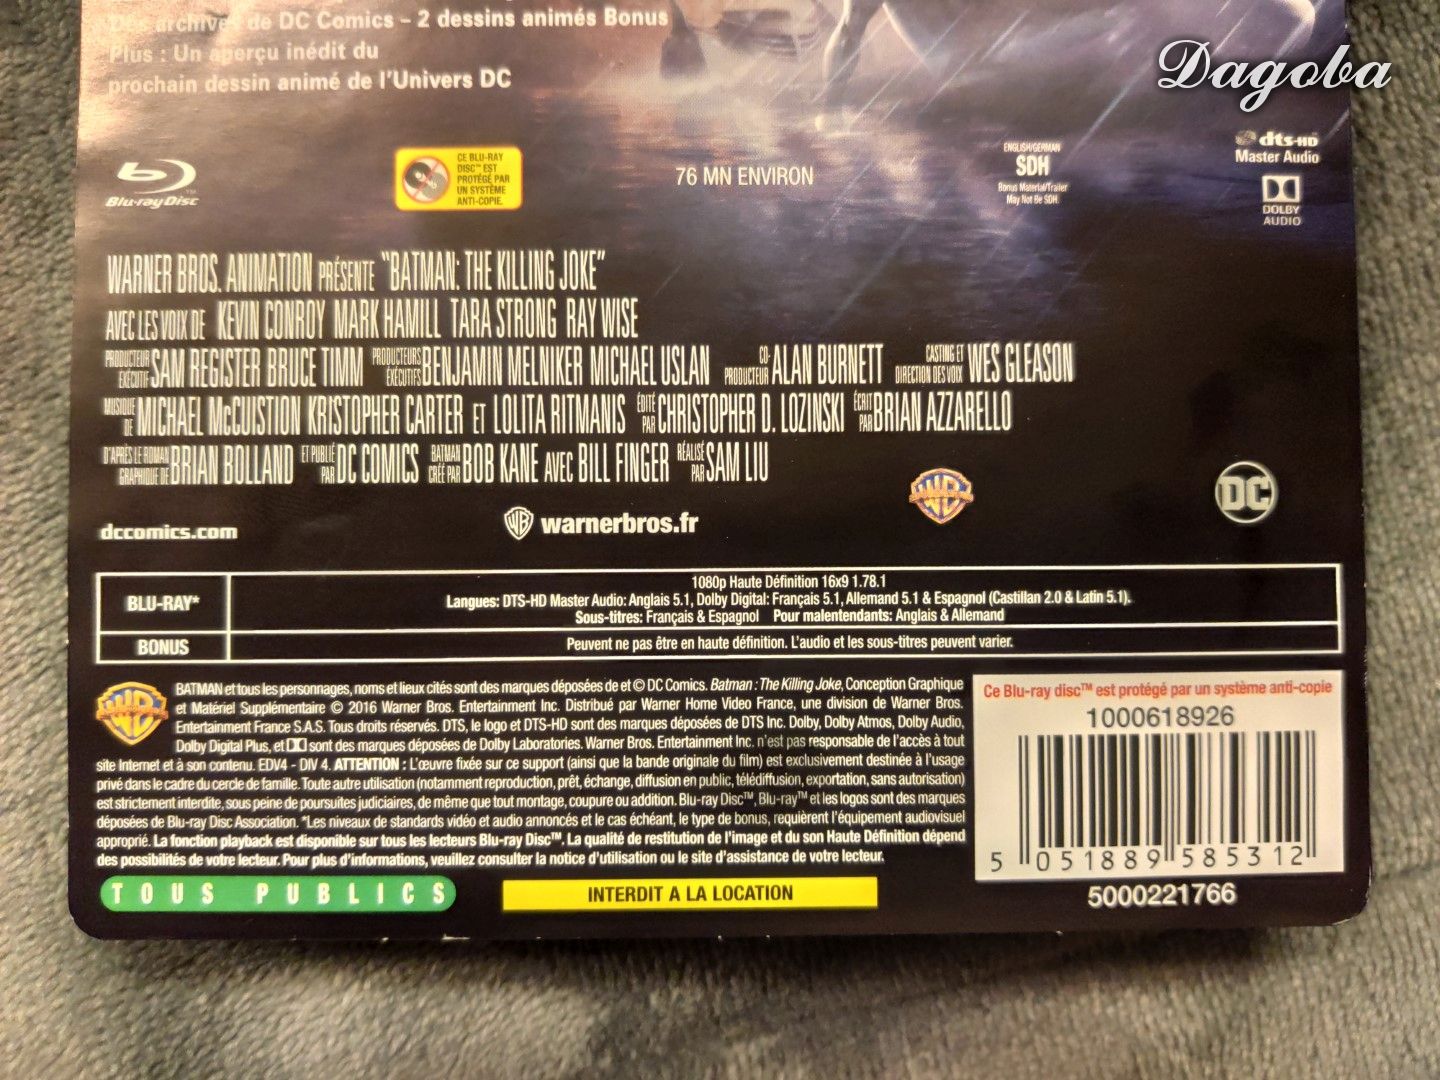 Des archives de DC Comics – 2 dessins animés Bonus
Plus : Un aperçu inédit du
prochain dessin animé de l'Univers DC
Dagoba
Blu-ray Disc™
CE BLU-RAY
DISC™ EST
PROTÉGÉ PAR
UN SYSTÈME
ANTI-COPIE.
76 MN ENVIRON
ENGLISH/GERMAN
SDH
Bonus Material/Trailer
May Not Be SDH.
dts-HD
Master Audio
DOLBY
AUDIO
WARNER BROS. ANIMATION PRÉSENTE "BATMAN: THE KILLING JOKE"
AVEC LES VOIX DE KEVIN CONROY MARK HAMILL TARA STRONG RAY WISE
PRODUCTEUR EXÉCUTIF SAM REGISTER BRUCE TIMM PRODUCTEURS EXÉCUTIFS BENJAMIN MELNIKER MICHAEL USLAN CO-PRODUCTEUR ALAN BURNETT CASTING ET DIRECTION DES VOIX WES GLEASON
MUSIQUE DE MICHAEL McCUISTION KRISTOPHER CARTER ET LOLITA RITMANIS ÉDITÉ PAR CHRISTOPHER D. LOZINSKI ÉCRIT PAR BRIAN AZZARELLO
D'APRÈS LE ROMAN GRAPHIQUE DE BRIAN BOLLAND ET PUBLIÉ PAR DC COMICS BATMAN CRÉÉ PAR BOB KANE AVEC BILL FINGER RÉALISÉ PAR SAM LIU
WB
DC
dccomics.com
WB warnerbros.fr
BLU-RAY*
1080p Haute Définition 16x9 1.78.1
Langues: DTS-HD Master Audio: Anglais 5.1, Dolby Digital: Français 5.1, Allemand 5.1 & Espagnol (Castillan 2.0 & Latin 5.1).
Sous-titres: Français & Espagnol Pour malentendants: Anglais & Allemand
BONUS
Peuvent ne pas être en haute définition. L'audio et les sous-titres peuvent varier.
WB
BATMAN et tous les personnages, noms et lieux cités sont des marques déposées de et © DC Comics. Batman : The Killing Joke, Conception Graphique
et Matériel Supplémentaire © 2016 Warner Bros. Entertainment Inc. Distribué par Warner Home Video France, une division de Warner Bros.
Entertainment France S.A.S. Tous droits réservés. DTS, le logo et DTS-HD sont des marques déposées de DTS Inc. Dolby, Dolby Atmos, Dolby Audio,
Dolby Digital Plus, et sont des marques déposées de Dolby Laboratories. Warner Bros. Entertainment Inc. n'est pas responsable de l'accès à tout
site Internet et à son contenu. EDV4 - DIV 4. ATTENTION : L'œuvre fixée sur ce support (ainsi que la bande originale du film) est exclusivement destinée à l'usage
privé dans le cadre du cercle de famille. Toute autre utilisation (notamment reproduction, prêt, échange, diffusion en public, télédiffusion, exportation, sans autorisation)
est strictement interdite, sous peine de poursuites judiciaires, de même que tout montage, coupure ou addition. Blu-ray Disc™, Blu-ray™ et les logos sont des marques
déposées de Blu-ray Disc Association. *Les niveaux de standards vidéo et audio annoncés et le cas échéant, le type de bonus, requièrent l'équipement audiovisuel
approprié. La fonction playback est disponible sur tous les lecteurs Blu-ray Disc™. La qualité de restitution de l'image et du son Haute Définition dépend
des possibilités de votre lecteur. Pour plus d'informations, veuillez consulter la notice d'utilisation ou le site d'assistance de votre lecteur.
TOUS PUBLICS
INTERDIT A LA LOCATION
Ce Blu-ray disc™ est protégé par un système anti-copie
1000618926
5 051889 585312
5000221766